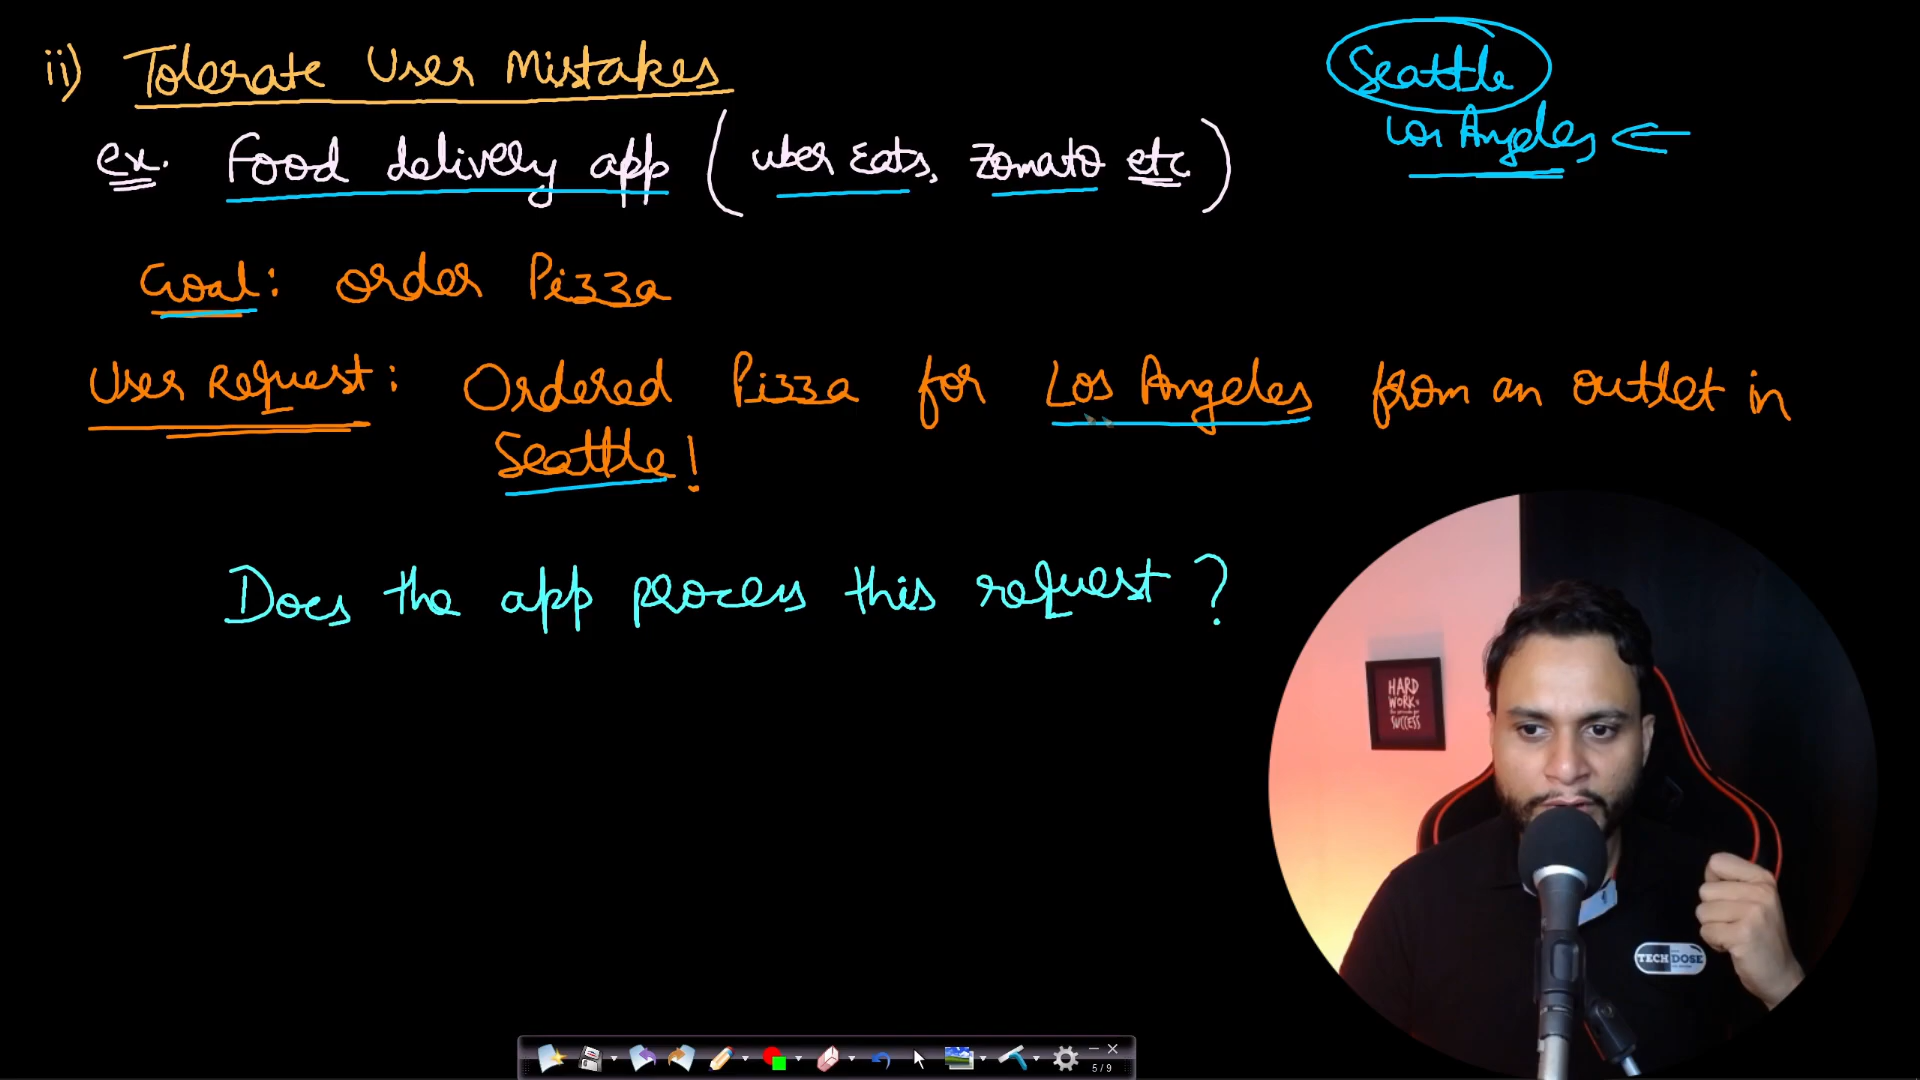 ii) Tolerate User Mistakes
Seattle
Los Angeles
ex. Food delivery app (uber Eats, Zomato etc)
Goal: order Pizza
User Request: Ordered Pizza for Los Angeles from an outlet in
Seattle!
Does the app process this request?
HARD
WORK
SUCCESS
TECH DOSE
5/9